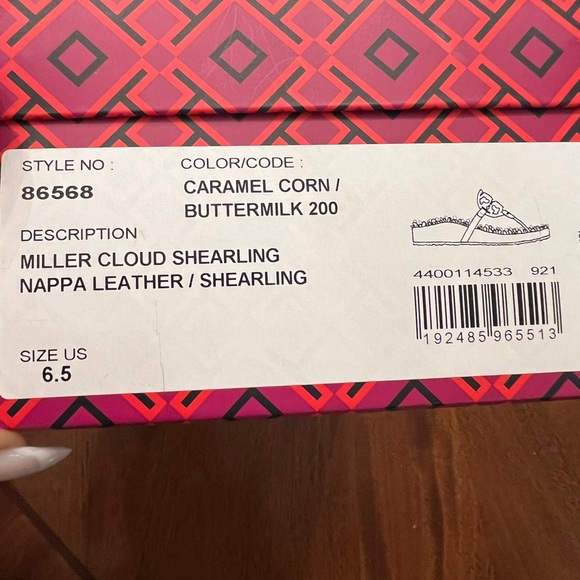 STYLE NO :
86568
COLOR/CODE :
CARAMEL CORN /
BUTTERMILK 200
DESCRIPTION
MILLER CLOUD SHEARLING
NAPPA LEATHER / SHEARLING
SIZE US
6.5
4400114533 921
192485 965513